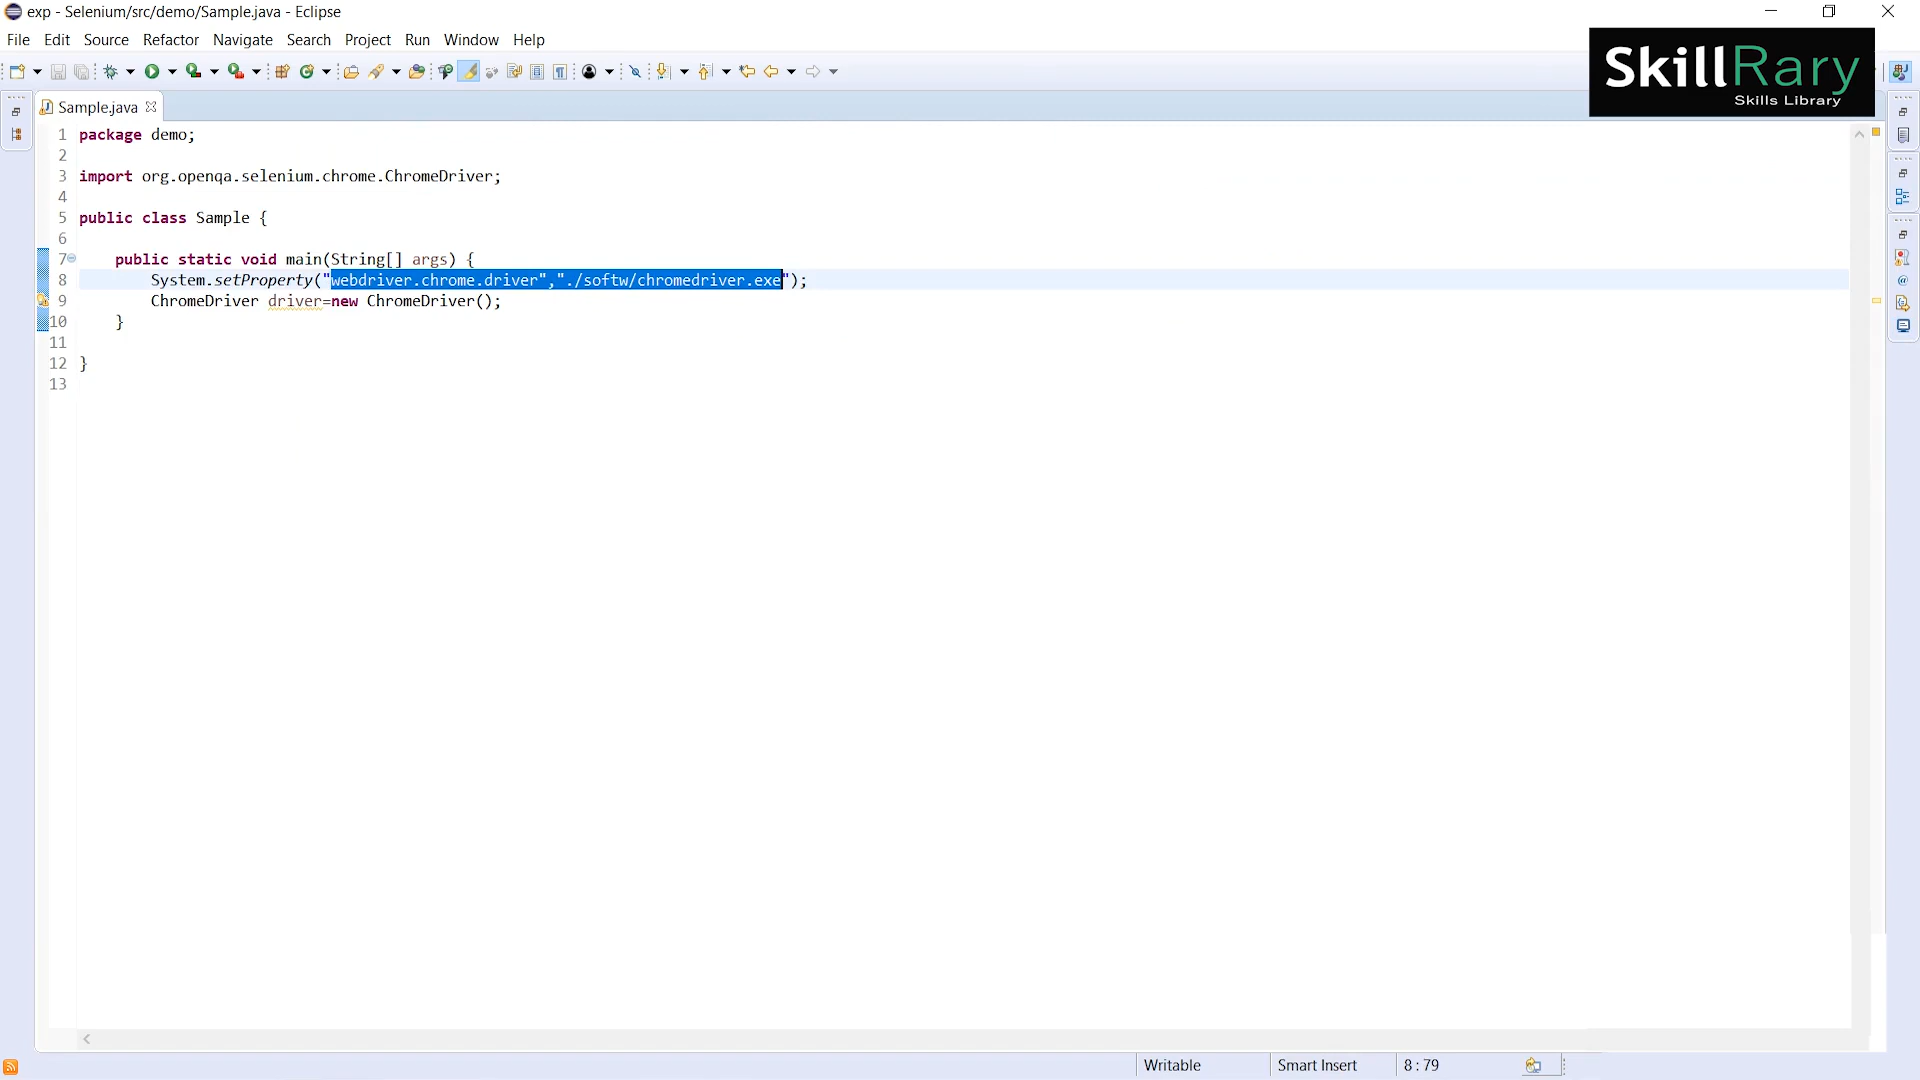 exp - Selenium/src/demo/Sample.java - Eclipse
File Edit Source Refactor Navigate Search Project Run Window Help
SkillRary
Skills Library
Sample.java
1 package demo;
2
3 import org.openqa.selenium.chrome.ChromeDriver;
4
5 public class Sample {
6
7 public static void main(String[] args) {
8 System.setProperty("webdriver.chrome.driver","./softw/chromedriver.exe");
9 ChromeDriver driver=new ChromeDriver();
10 }
11
12 }
13
Writable Smart Insert 8 : 79